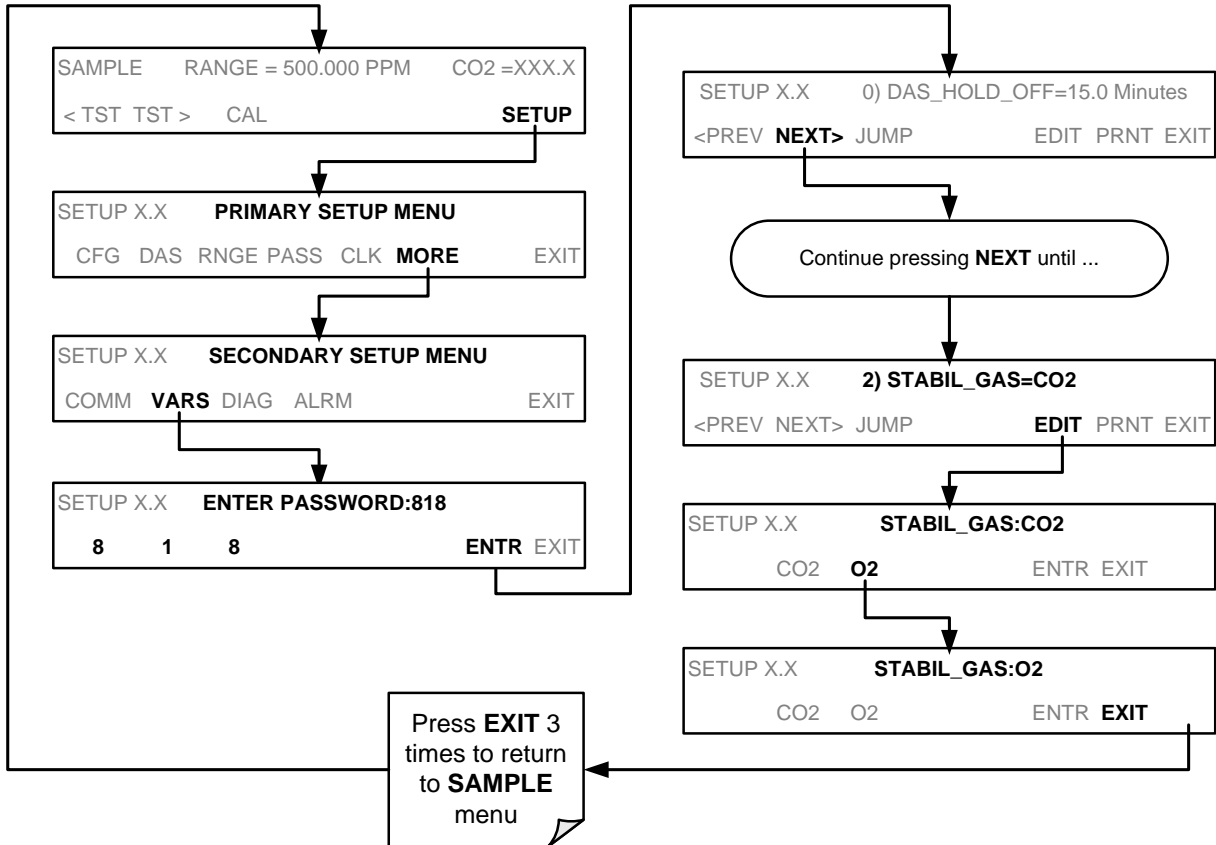 SAMPLE RANGE = 500.000 PPM CO2 =XXX.X
< TST TST > CAL SETUP
SETUP X.X PRIMARY SETUP MENU
CFG DAS RNGE PASS CLK MORE EXIT
SETUP X.X SECONDARY SETUP MENU
COMM VARS DIAG ALRM EXIT
SETUP X.X ENTER PASSWORD:818
8 1 8 ENTR EXIT
SETUP X.X 0) DAS_HOLD_OFF=15.0 Minutes
<PREV NEXT> JUMP EDIT PRNT EXIT
Continue pressing NEXT until ...
SETUP X.X 2) STABIL_GAS=CO2
<PREV NEXT> JUMP EDIT PRNT EXIT
SETUP X.X STABIL_GAS:CO2
CO2 O2 ENTR EXIT
SETUP X.X STABIL_GAS:O2
CO2 O2 ENTR EXIT
Press EXIT 3
times to return
to SAMPLE
menu